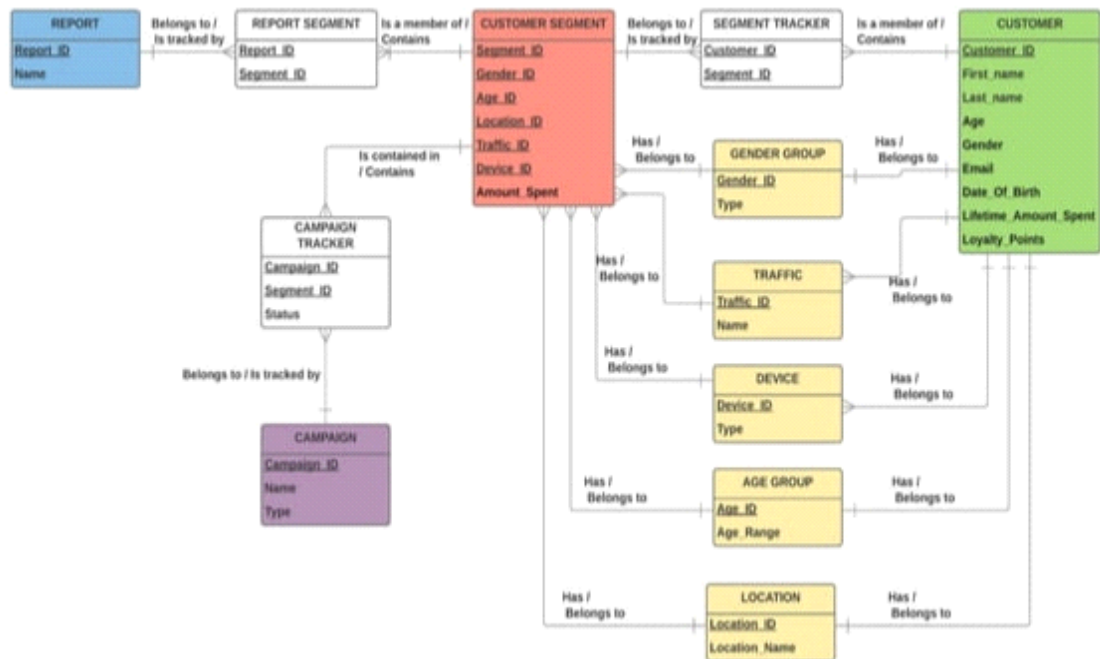 REPORT
Report_ID
Name
Belongs to /
Is tracked by
REPORT SEGMENT
Report_ID
Segment_ID
Is a member of /
Contains
CUSTOMER SEGMENT
Segment_ID
Gender_ID
Age_ID
Location_ID
Traffic_ID
Device_ID
Amount_Spent
Belongs to /
Is tracked by
SEGMENT TRACKER
Customer_ID
Segment_ID
Is a member of /
Contains
CUSTOMER
Customer_ID
First_name
Last_name
Age
Gender
Email
Date_Of_Birth
Lifetime_Amount_Spent
Loyalty_Points
Is contained in
/ Contains
CAMPAIGN
TRACKER
Campaign_ID
Segment_ID
Status
Belongs to / Is tracked by
CAMPAIGN
Campaign_ID
Name
Type
Has /
Belongs to
GENDER GROUP
Gender_ID
Type
Has /
Belongs to
Has /
Belongs to
TRAFFIC
Traffic_ID
Name
Has /
Belongs to
Has /
Belongs to
DEVICE
Device_ID
Type
Has /
Belongs to
Has /
Belongs to
AGE GROUP
Age_ID
Age_Range
Has /
Belongs to
Has /
Belongs to
LOCATION
Location_ID
Location_Name
Has /
Belongs to